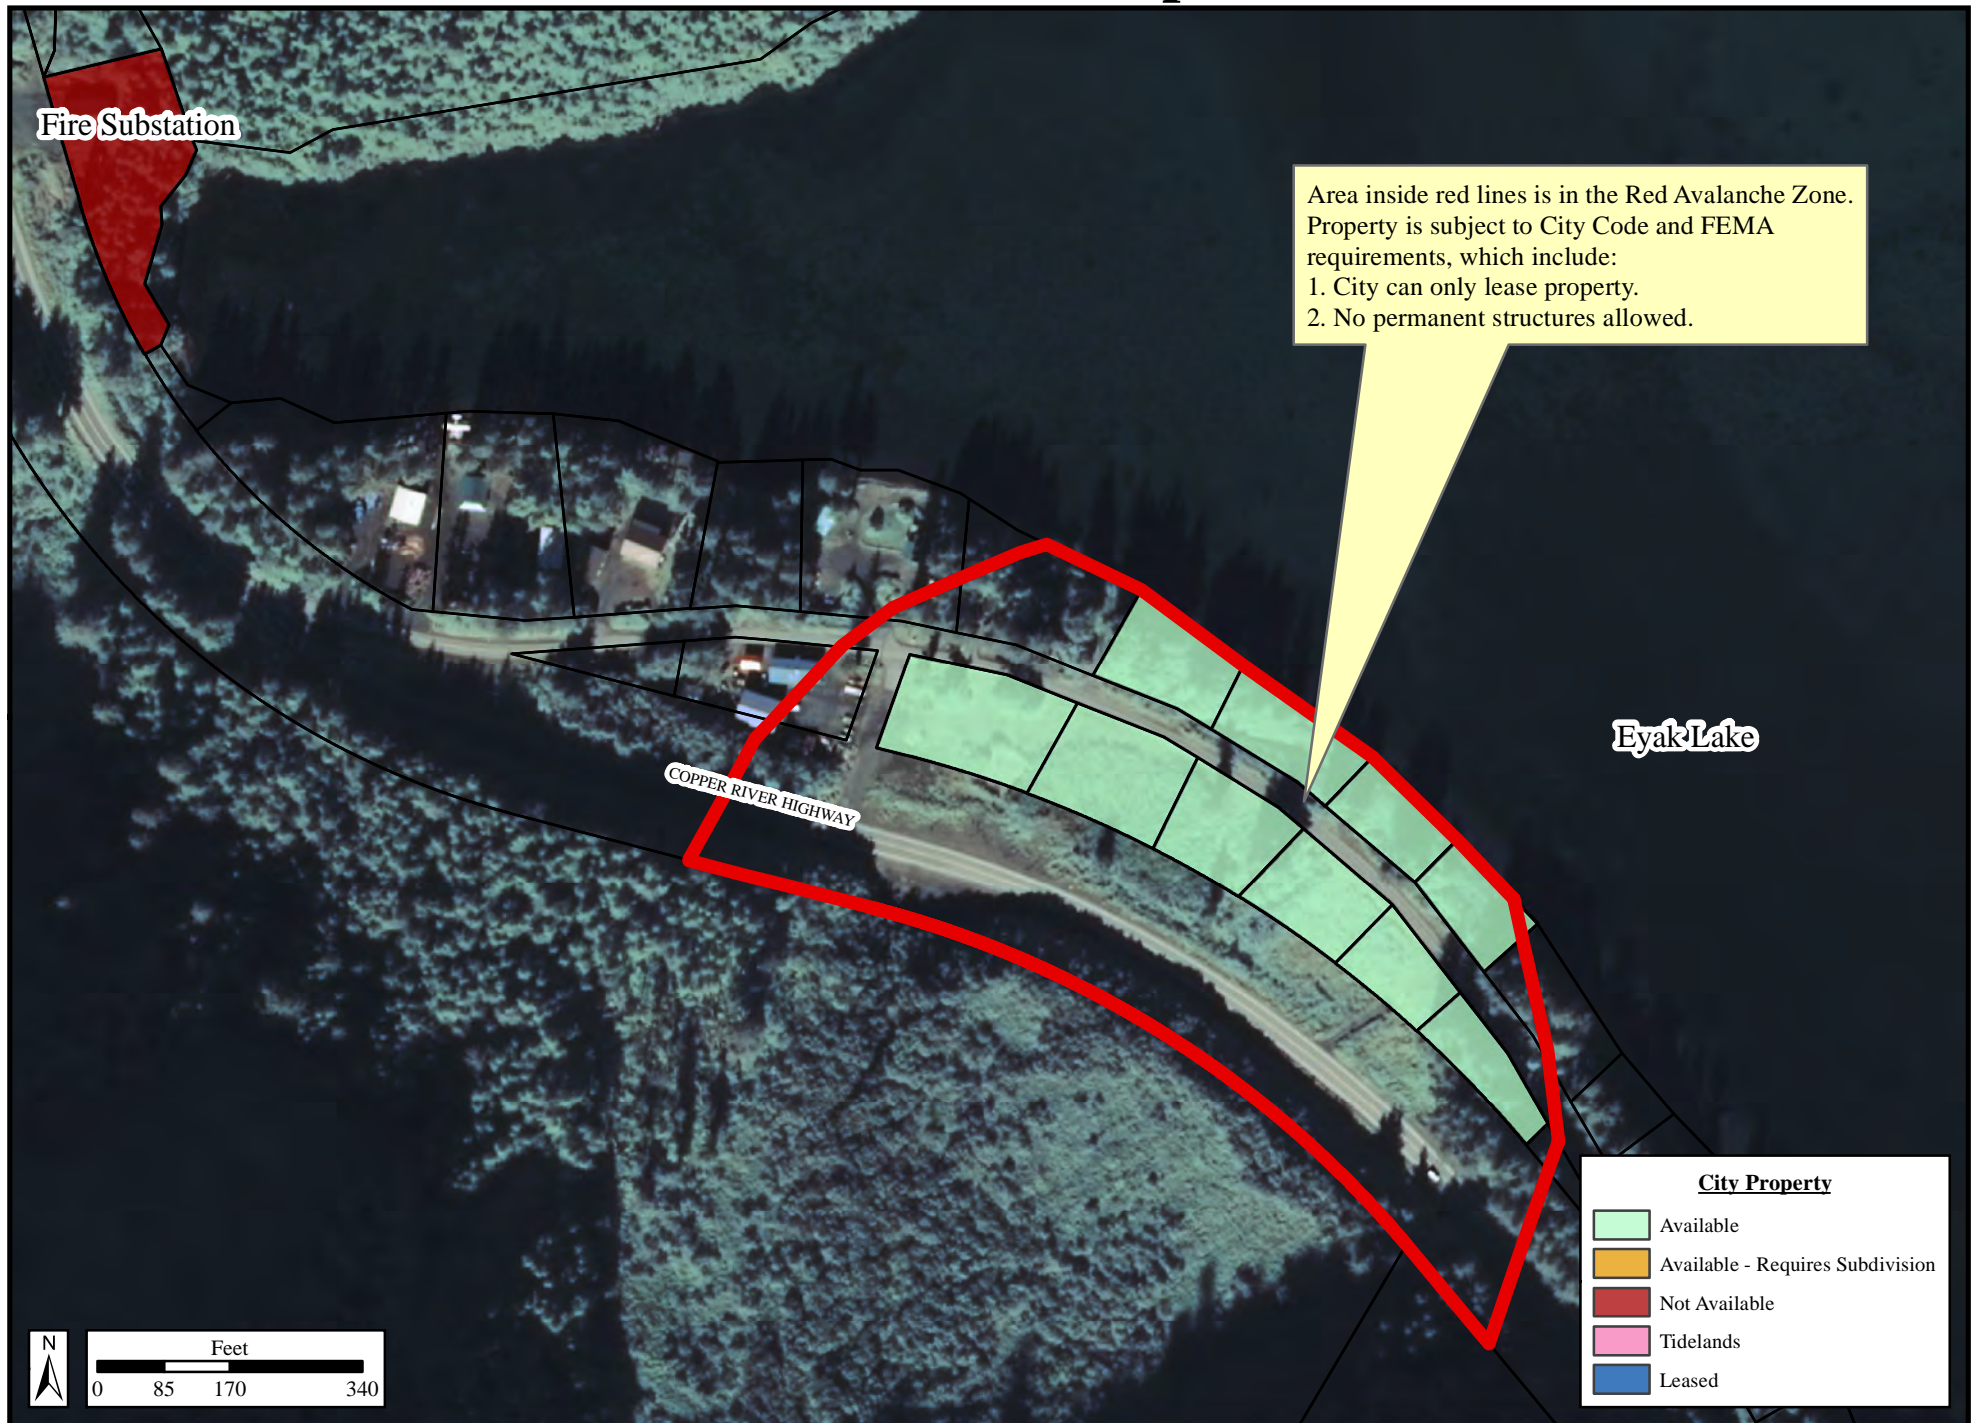 Fire Substation
Area inside red lines is in the Red Avalanche Zone.
Property is subject to City Code and FEMA
requirements, which include:
1. City can only lease property.
2. No permanent structures allowed.
Eyak Lake
COPPER RIVER HIGHWAY
City Property
Available
Available - Requires Subdivision
Not Available
Tidelands
Leased
N
Feet
0 85 170 340